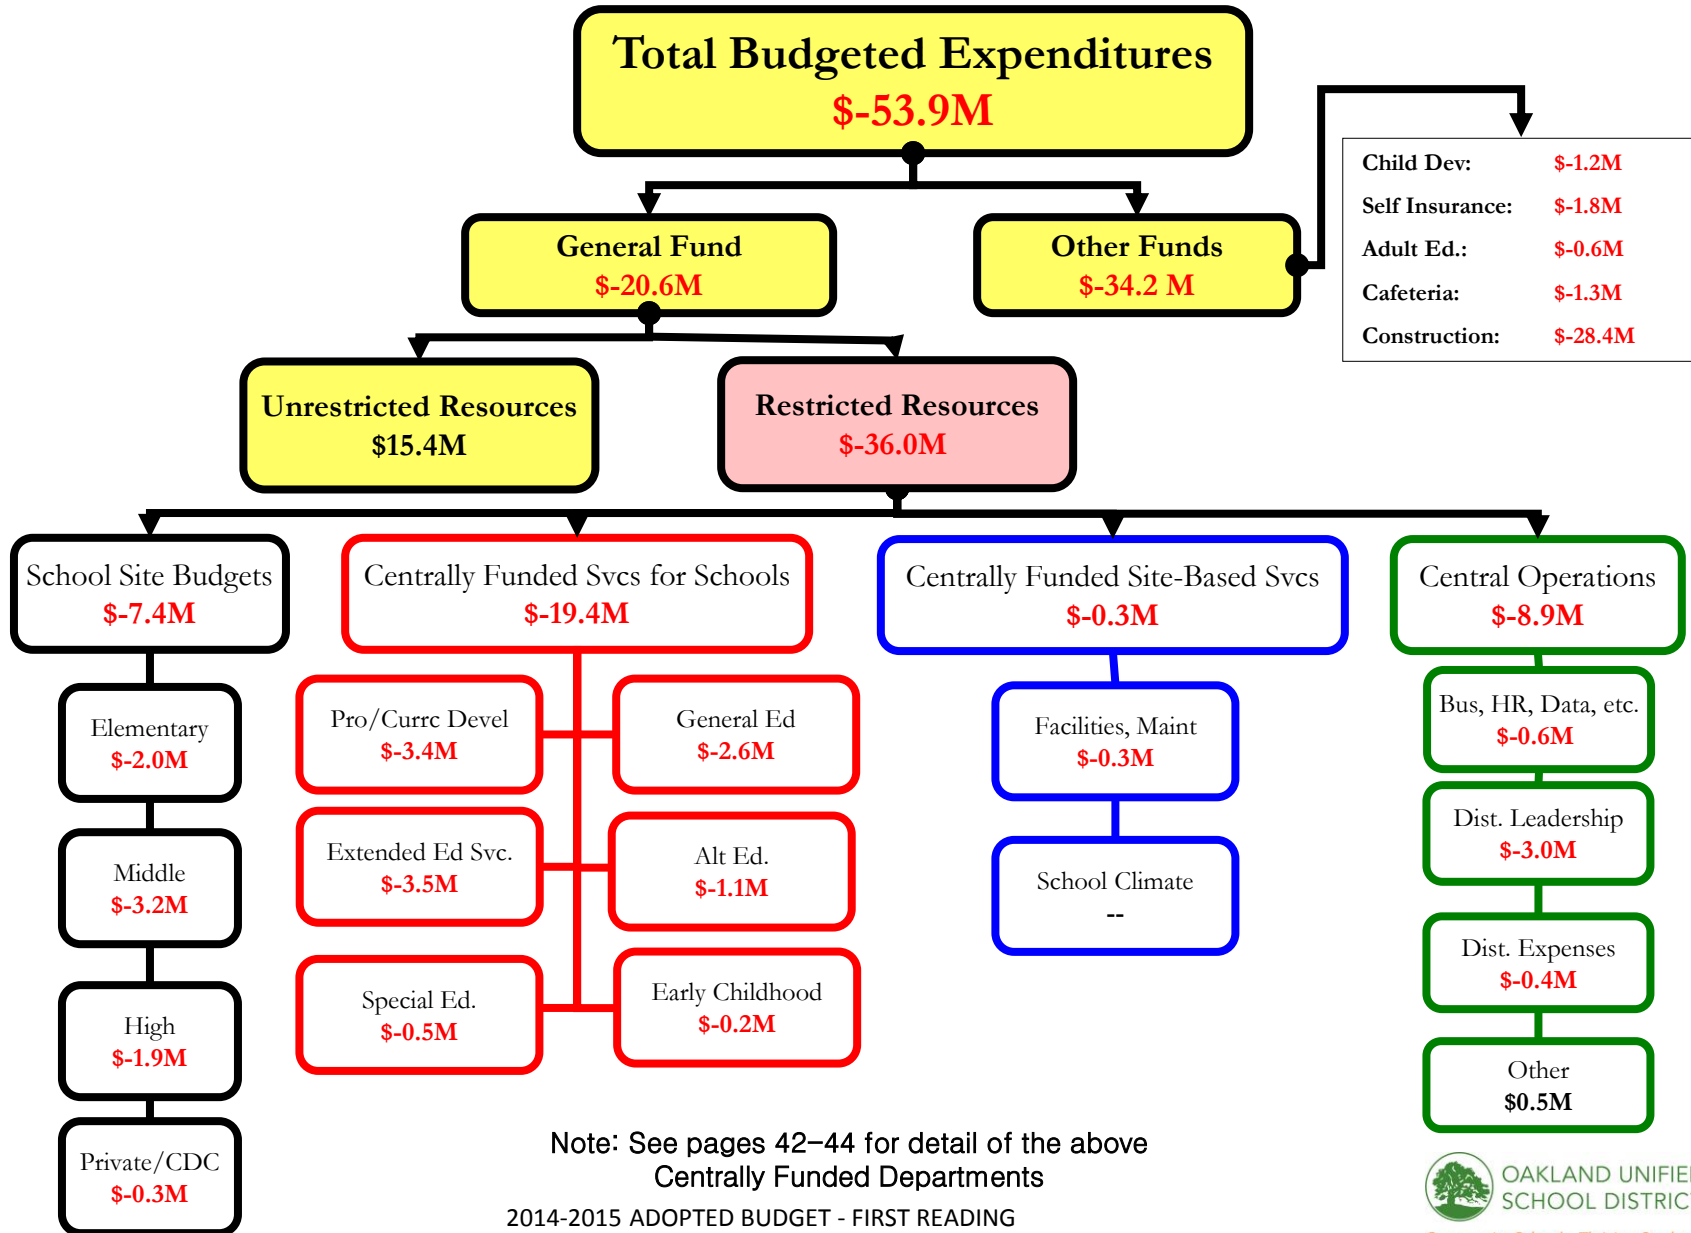 Total Budgeted Expenditures
$-53.9M
Child Dev: $-1.2M
Self Insurance: $-1.8M
Adult Ed.: $-0.6M
Cafeteria: $-1.3M
Construction: $-28.4M
General Fund
$-20.6M
Other Funds
$-34.2 M
Unrestricted Resources
$15.4M
Restricted Resources
$-36.0M
School Site Budgets
$-7.4M
Centrally Funded Svcs for Schools
$-19.4M
Centrally Funded Site-Based Svcs
$-0.3M
Central Operations
$-8.9M
Elementary
$-2.0M
Middle
$-3.2M
High
$-1.9M
Private/CDC
$-0.3M
Pro/Currc Devel
$-3.4M
General Ed
$-2.6M
Extended Ed Svc.
$-3.5M
Alt Ed.
$-1.1M
Special Ed.
$-0.5M
Early Childhood
$-0.2M
Facilities, Maint
$-0.3M
School Climate
--
Bus, HR, Data, etc.
$-0.6M
Dist. Leadership
$-3.0M
Dist. Expenses
$-0.4M
Other
$0.5M
Note: See pages 42–44 for detail of the above
Centrally Funded Departments
2014-2015 ADOPTED BUDGET - FIRST READING
OAKLAND UNIFIE
SCHOOL DISTRIC